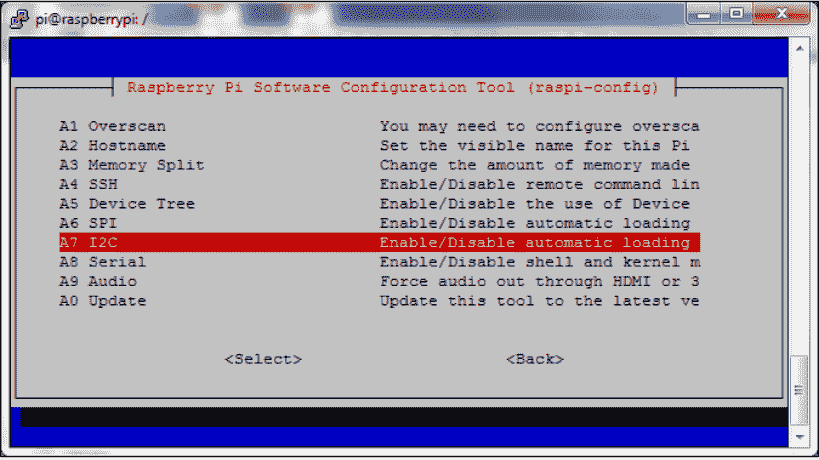 pi@raspberrypi: /
Raspberry Pi Software Configuration Tool (raspi-config)
A1 Overscan You may need to configure oversca
A2 Hostname Set the visible name for this Pi
A3 Memory Split Change the amount of memory made
A4 SSH Enable/Disable remote command lin
A5 Device Tree Enable/Disable the use of Device
A6 SPI Enable/Disable automatic loading
A7 I2C Enable/Disable automatic loading
A8 Serial Enable/Disable shell and kernel m
A9 Audio Force audio out through HDMI or 3
A0 Update Update this tool to the latest ve
<Select> <Back>